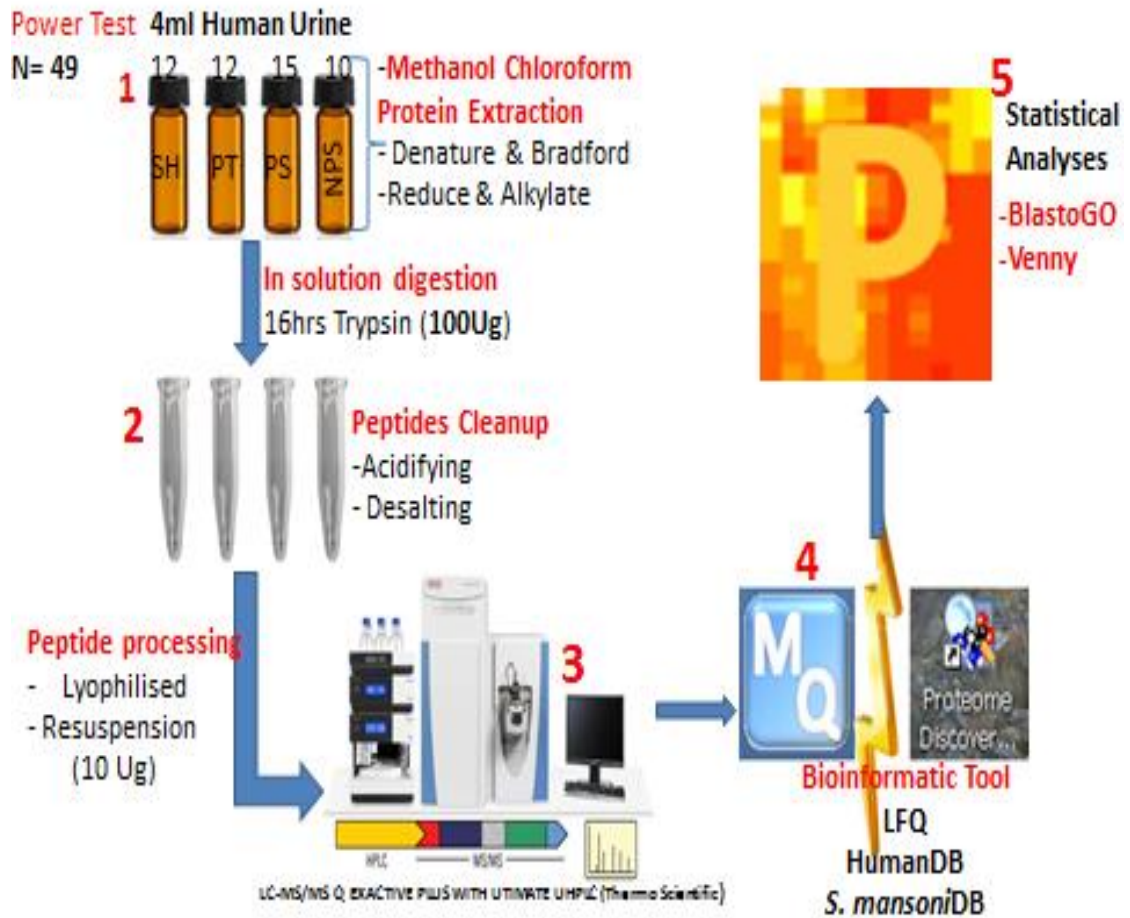 Power Test 4ml Human Urine
N= 49
12 12 15 10
1
SH PT PS NPS
-Methanol Chloroform
Protein Extraction
- Denature & Bradford
-Reduce & Alkylate
In solution digestion
16hrs Trypsin (100Ug)
2
Peptides Cleanup
-Acidifying
- Desalting
Peptide processing
- Lyophilised
- Resuspension
(10 Ug)
3
HPLC
MS/MS
LC-MS/MS Q EXACTIVE PLUS WITH UTIMATE UHPLC (Thermo Scientific)
4
MQ
Proteome
Discover...
Bioinformatic Tool
LFQ
HumanDB
S. mansoniDB
5
P
Statistical
Analyses
-BlastoGO
-Venny